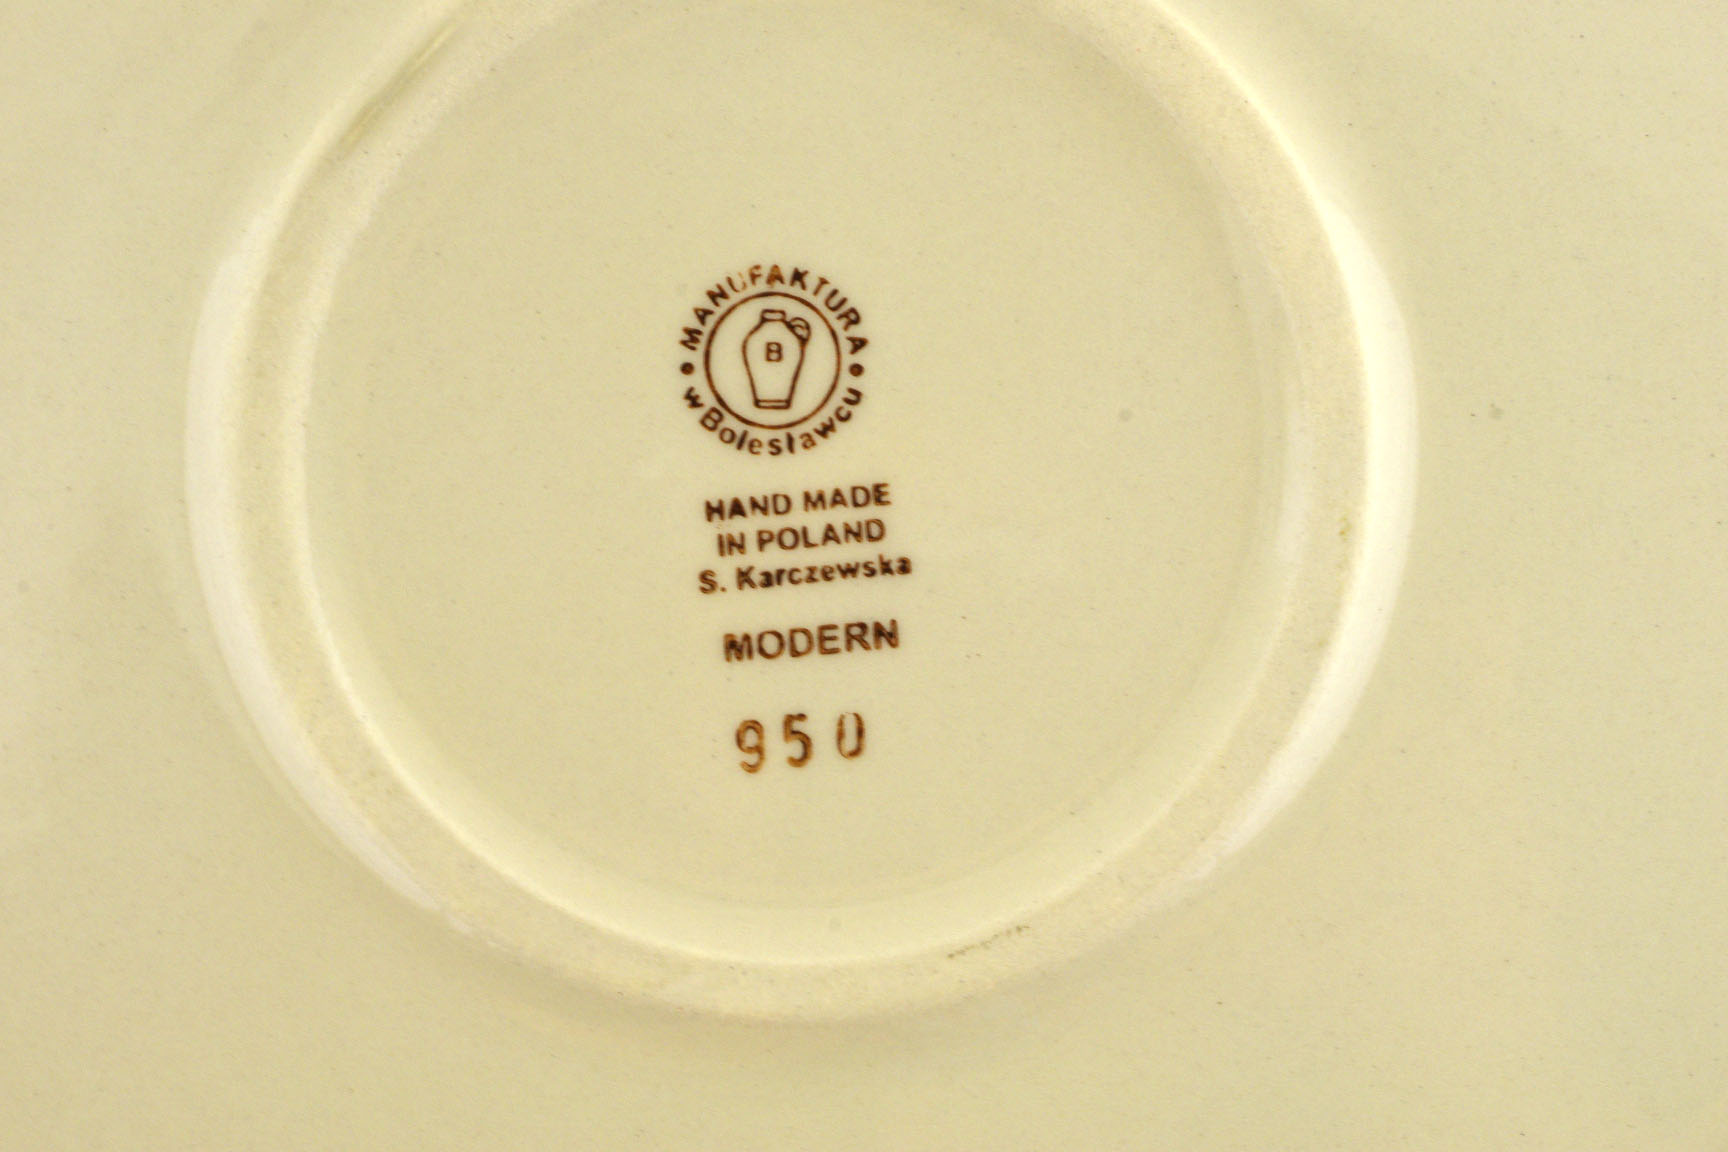 MANUFAKTURA
w Bolesławcu
B
HAND MADE
IN POLAND
S. Karczewska
MODERN
950